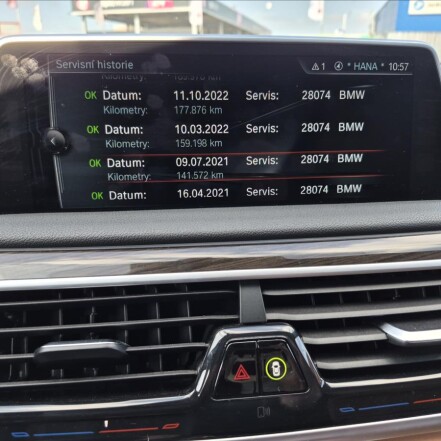 Servisní historie ⚠1 * HANA * 10:57
Kilometry:
OK Datum: 11.10.2022 Servis: 28074 BMW
Kilometry: 177.876 km
OK Datum: 10.03.2022 Servis: 28074 BMW
Kilometry: 159.198 km
OK Datum: 09.07.2021 Servis: 28074 BMW
Kilometry: 141.572 km
OK Datum: 16.04.2021 Servis: 28074 BMW